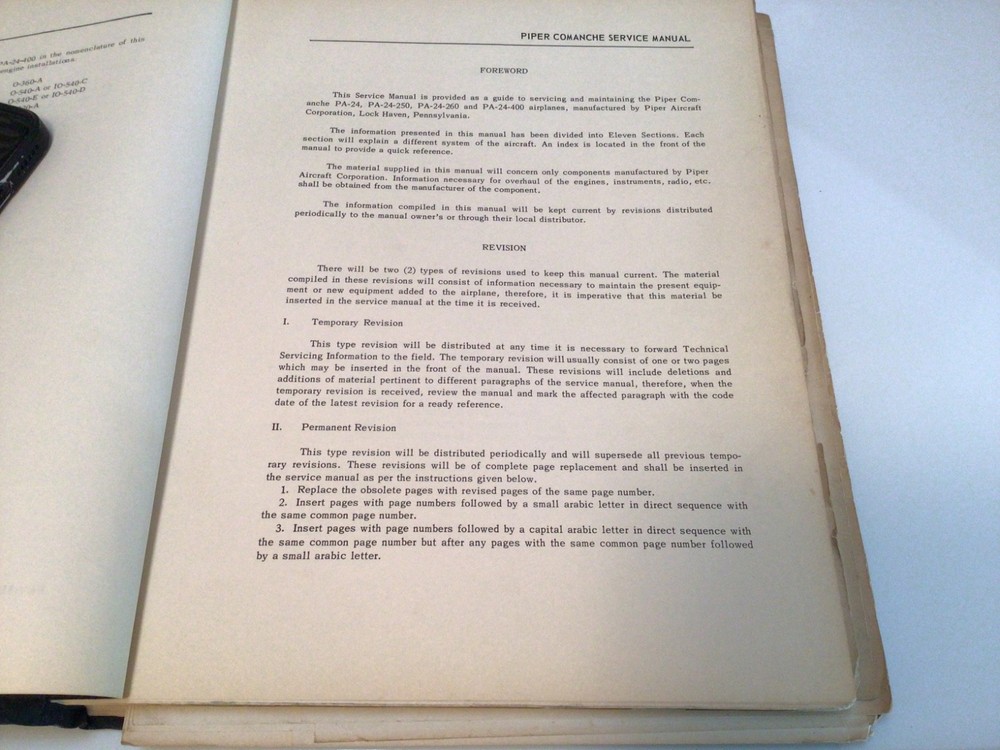 PA-24-400 in the nomenclature of this
engine installations.
O-360-A
O-540-A or IO-540-C
O-540-E or IO-540-D
PIPER COMANCHE SERVICE MANUAL
FOREWORD
This Service Manual is provided as a guide to servicing and maintaining the Piper Com-
anche PA-24, PA-24-250, PA-24-260 and PA-24-400 airplanes, manufactured by Piper Aircraft
Corporation, Lock Haven, Pennsylvania.
The information presented in this manual has been divided into Eleven Sections. Each
section will explain a different system of the aircraft. An index is located in the front of the
manual to provide a quick reference.
The material supplied in this manual will concern only components manufactured by Piper
Aircraft Corporation. Information necessary for overhaul of the engines, instruments, radio, etc.
shall be obtained from the manufacturer of the component.
The information compiled in this manual will be kept current by revisions distributed
periodically to the manual owner's or through their local distributor.
REVISION
There will be two (2) types of revisions used to keep this manual current. The material
compiled in these revisions will consist of information necessary to maintain the present equip-
ment or new equipment added to the airplane, therefore, it is imperative that this material be
inserted in the service manual at the time it is received.
I. Temporary Revision
This type revision will be distributed at any time it is necessary to forward Technical
Servicing Information to the field. The temporary revision will usually consist of one or two pages
which may be inserted in the front of the manual. These revisions will include deletions and
additions of material pertinent to different paragraphs of the service manual, therefore, when the
temporary revision is received, review the manual and mark the affected paragraph with the code
date of the latest revision for a ready reference.
II. Permanent Revision
This type revision will be distributed periodically and will supersede all previous tempo-
rary revisions. These revisions will be of complete page replacement and shall be inserted in
the service manual as per the instructions given below.
1. Replace the obsolete pages with revised pages of the same page number.
2. Insert pages with page numbers followed by a small arabic letter in direct sequence with
the same common page number.
3. Insert pages with page numbers followed by a capital arabic letter in direct sequence with
the same common page number but after any pages with the same common page number followed
by a small arabic letter.